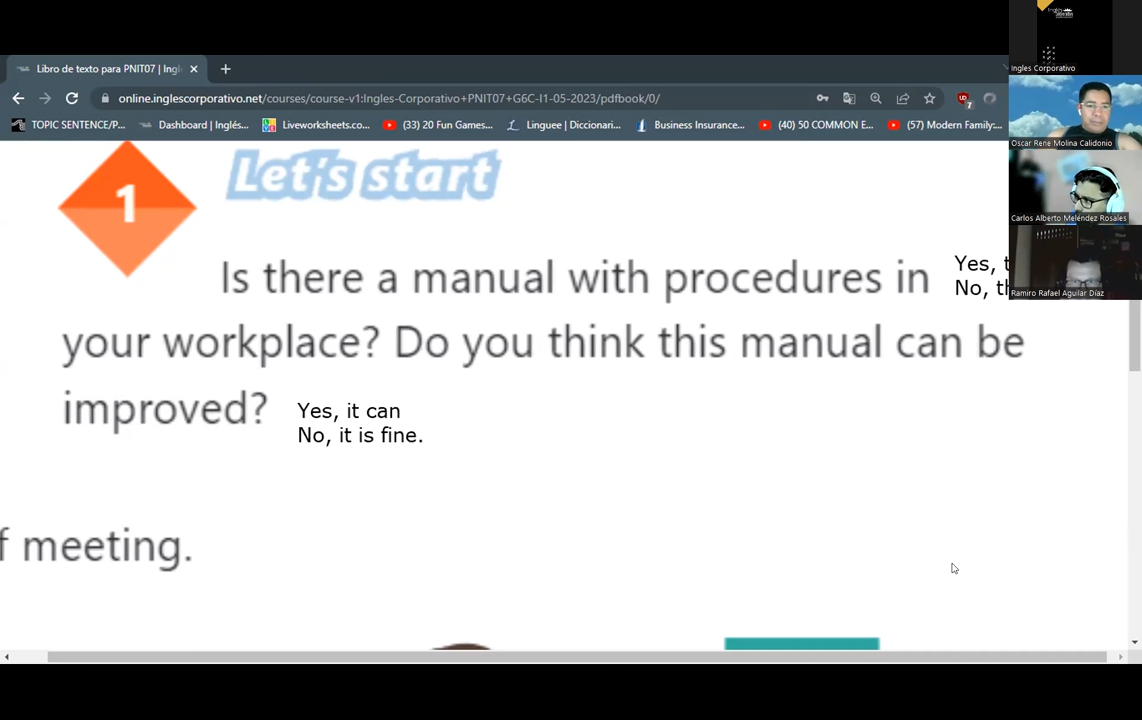 Libro de texto para PNIT07 | Ingl
online.inglescorporativo.net/courses/course-v1:Ingles-Corporativo+PNIT07+G6C-I1-05-2023/pdfbook/0/
TOPIC SENTENCE/P... Dashboard | Inglés... Liveworksheets.co... (33) 20 Fun Games... Linguee | Diccionari... Business Insurance... (40) 50 COMMON E... (57) Modern Family:...
Ingles Corporativo
Oscar Rene Molina Calidonio
Carlos Alberto Meléndez Rosales
Ramiro Rafael Aguilar Díaz
1 Let's start
Is there a manual with procedures in
Yes, t
No, th
your workplace? Do you think this manual can be
improved?
Yes, it can
No, it is fine.
f meeting.